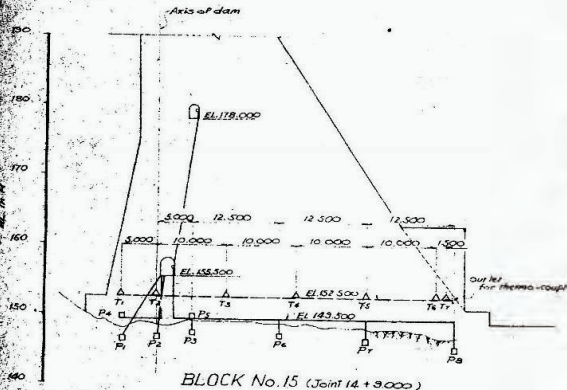 Axis of dam
190
180
EL.178.000
170
5.000 12.500 12.500 12.500
160
5.000 10.000 10.000 10.000 10.000 1.500
EL.155.500
outlet
for thermo-couple
T1 T2 T3 T4 T5 T6 T7
EL.152.500
150
P4 P5
EL.149.500
P1 P2 P3 P6 P7 P8
140
BLOCK No.15 (Joint 14 + 9.000)